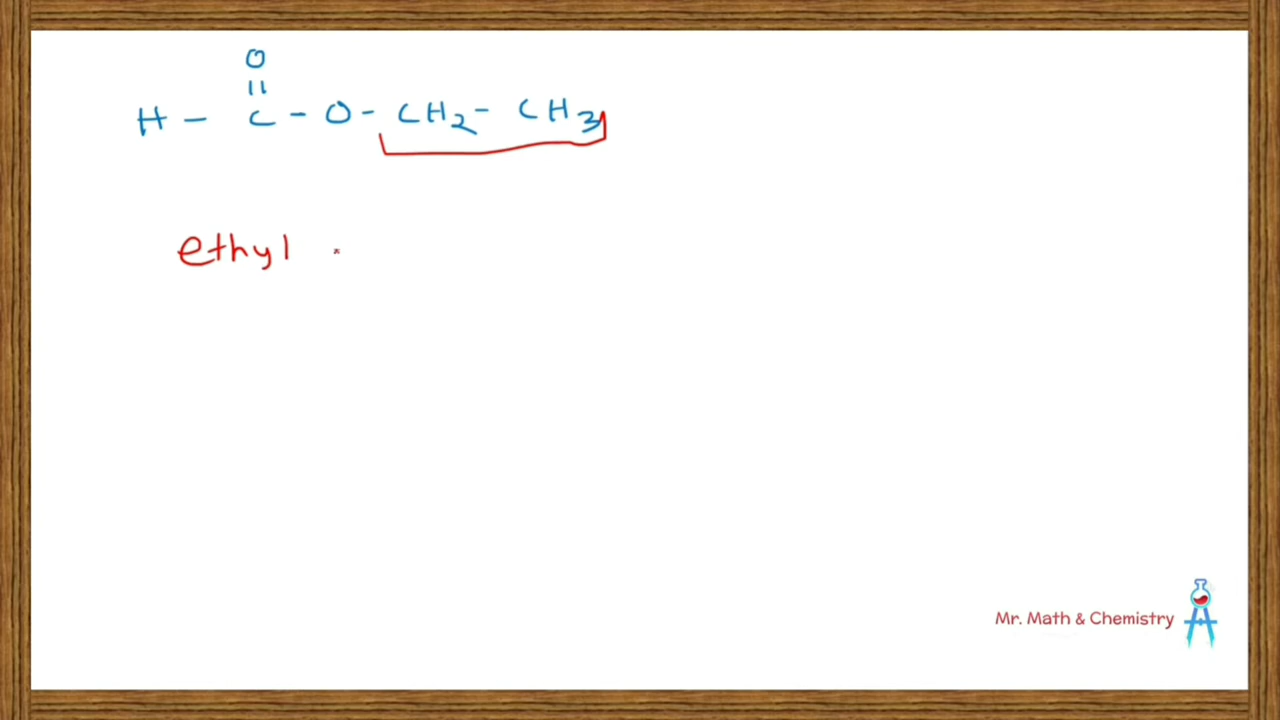 O
||
H - C - O - CH2 - CH3
ethyl
Mr. Math & Chemistry